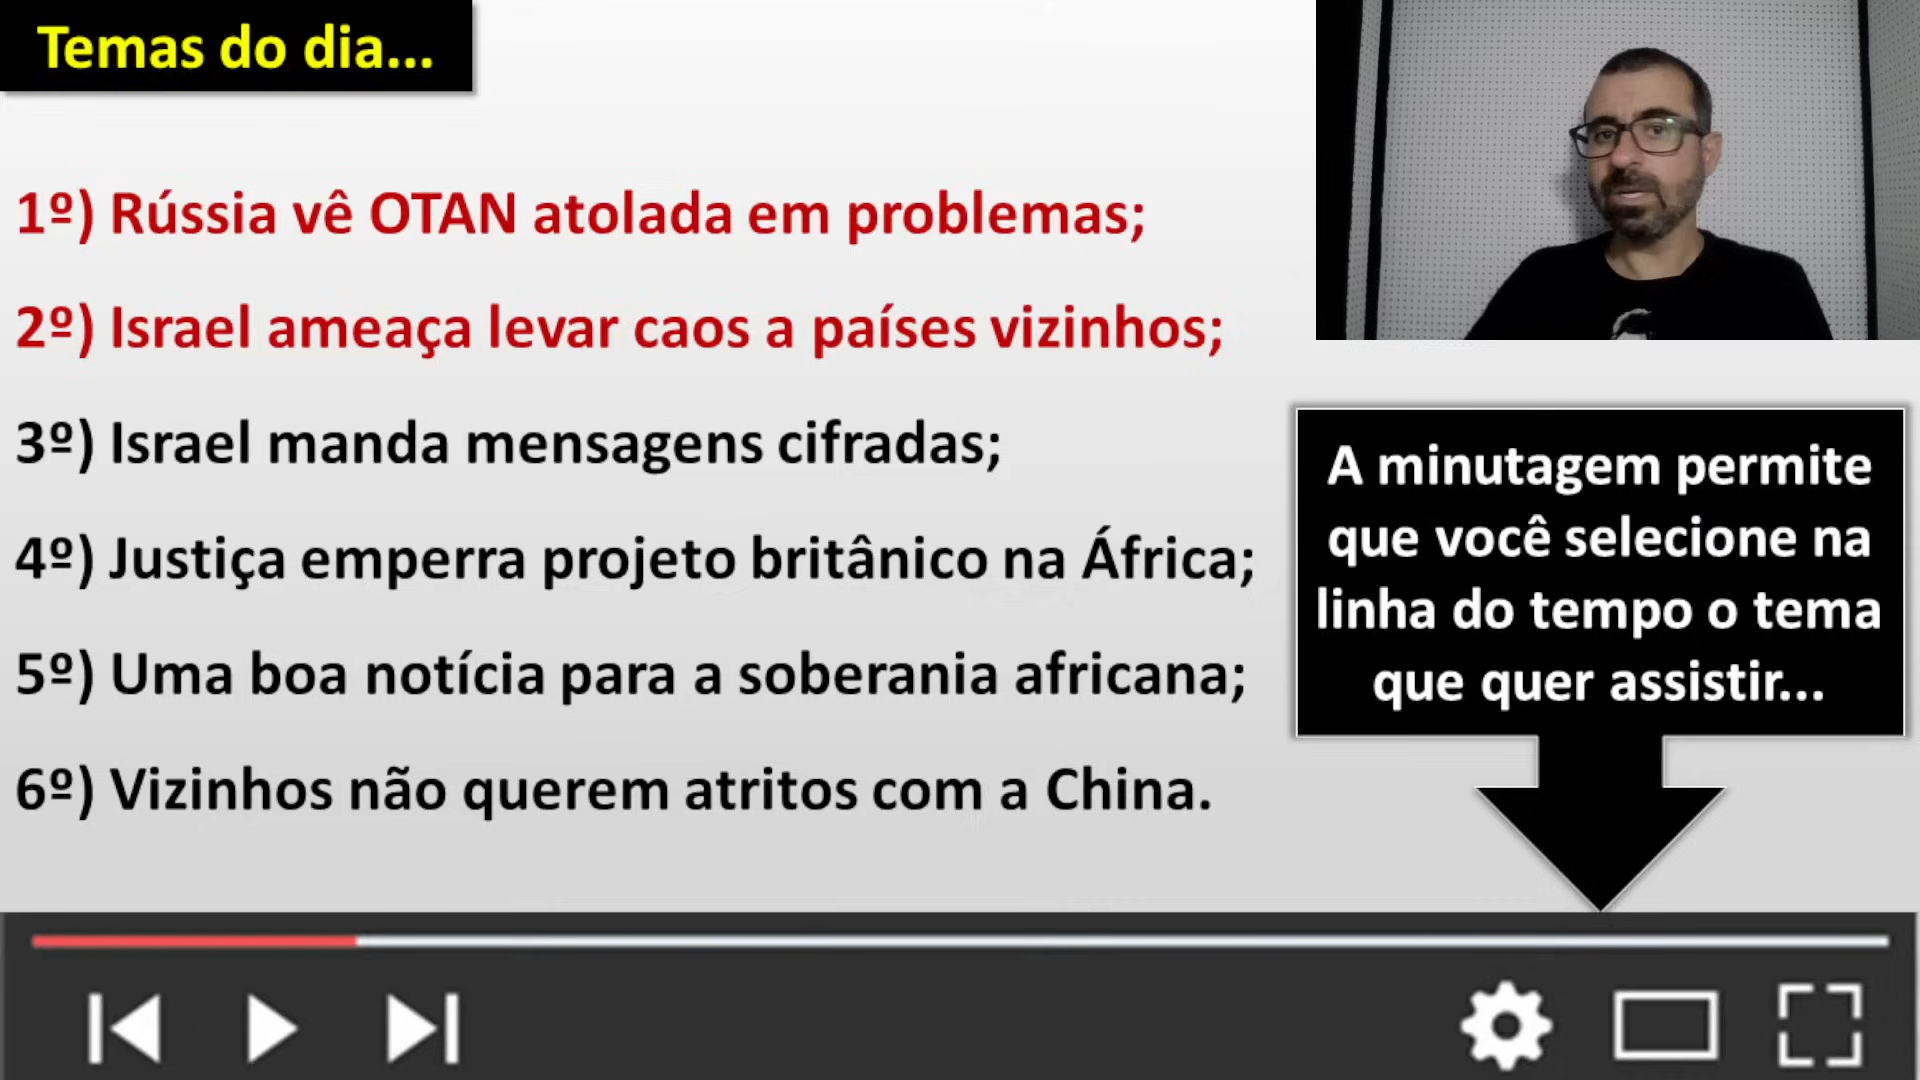 Temas do dia...
1º) Rússia vê OTAN atolada em problemas;
2º) Israel ameaça levar caos a países vizinhos;
3º) Israel manda mensagens cifradas;
4º) Justiça emperra projeto britânico na África;
5º) Uma boa notícia para a soberania africana;
6º) Vizinhos não querem atritos com a China.
A minutagem permite
que você selecione na
linha do tempo o tema
que quer assistir...